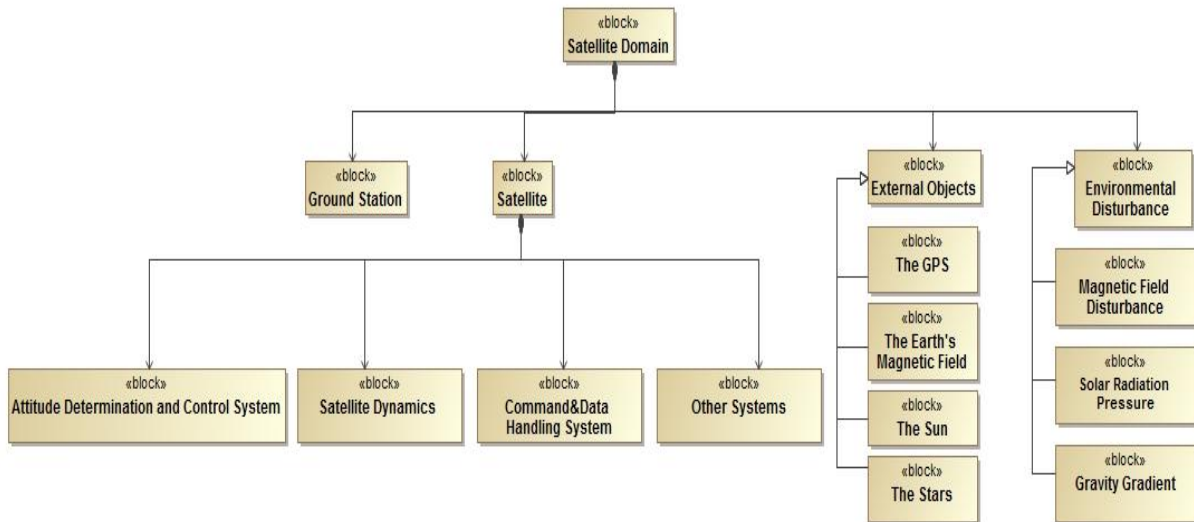 «block»
Satellite Domain
«block»
Ground Station
«block»
Satellite
«block»
External Objects
«block»
Environmental
Disturbance
«block»
The GPS
«block»
Magnetic Field
Disturbance
«block»
The Earth's
Magnetic Field
«block»
Attitude Determination and Control System
«block»
Satellite Dynamics
«block»
Command&Data
Handling System
«block»
Other Systems
«block»
Solar Radiation
Pressure
«block»
The Sun
«block»
The Stars
«block»
Gravity Gradient